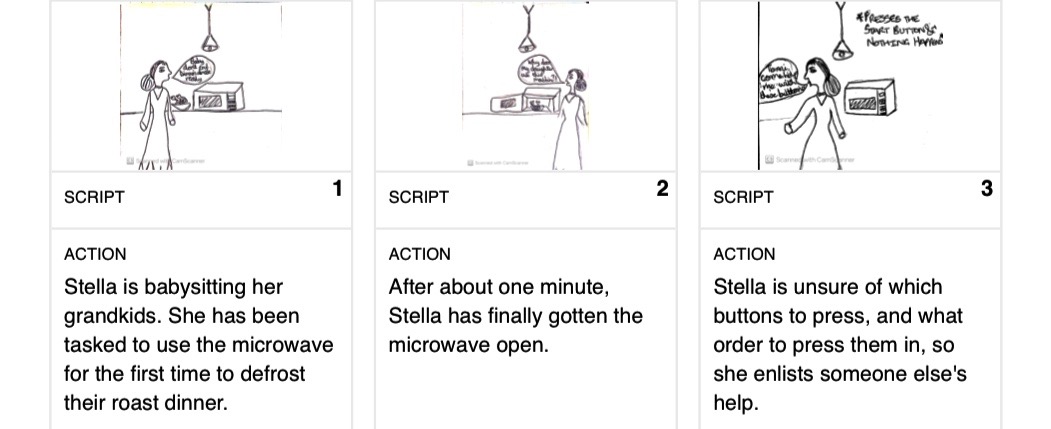 *PRESSES THE
START BUTTON &
NOTHING HAPPENS
Scanned with CamScanner
Scanned with CamScanner
Scanned with CamScanner
SCRIPT
1
SCRIPT
2
SCRIPT
3
ACTION
Stella is babysitting her
grandkids. She has been
tasked to use the microwave
for the first time to defrost
their roast dinner.
ACTION
After about one minute,
Stella has finally gotten the
microwave open.
ACTION
Stella is unsure of which
buttons to press, and what
order to press them in, so
she enlists someone else's
help.